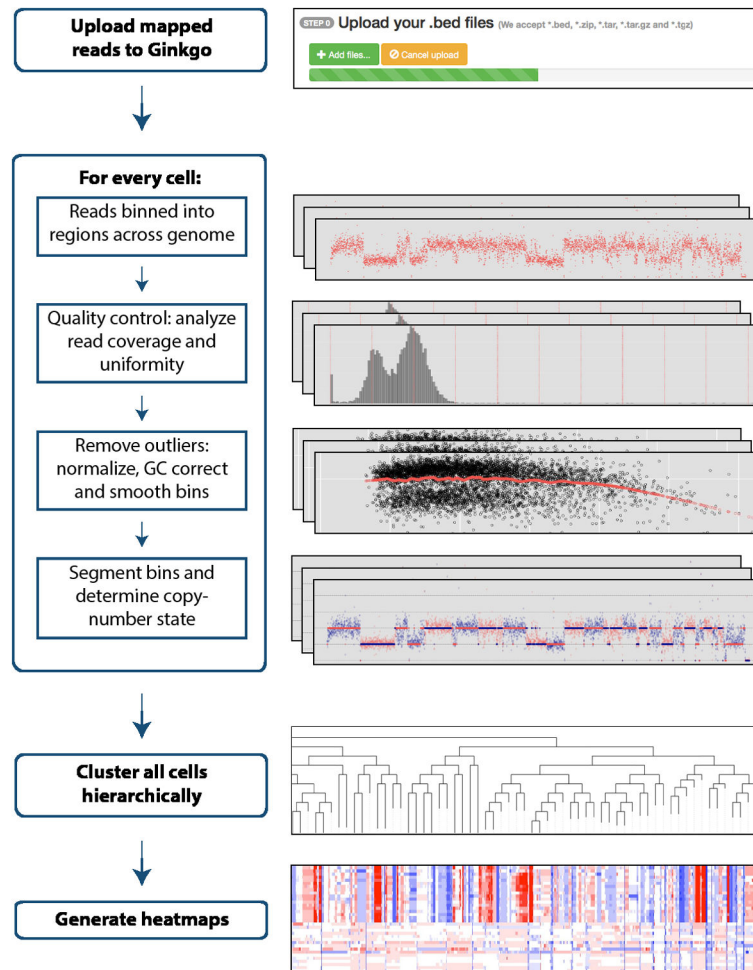 Upload mapped
reads to Ginkgo
STEP 0 Upload your .bed files (We accept *.bed, *.zip, *.tar, *.tar.gz and *.tgz)
+ Add files... Cancel upload
For every cell:
Reads binned into
regions across genome
Quality control: analyze
read coverage and
uniformity
Remove outliers:
normalize, GC correct
and smooth bins
Segment bins and
determine copy-
number state
Cluster all cells
hierarchically
Generate heatmaps